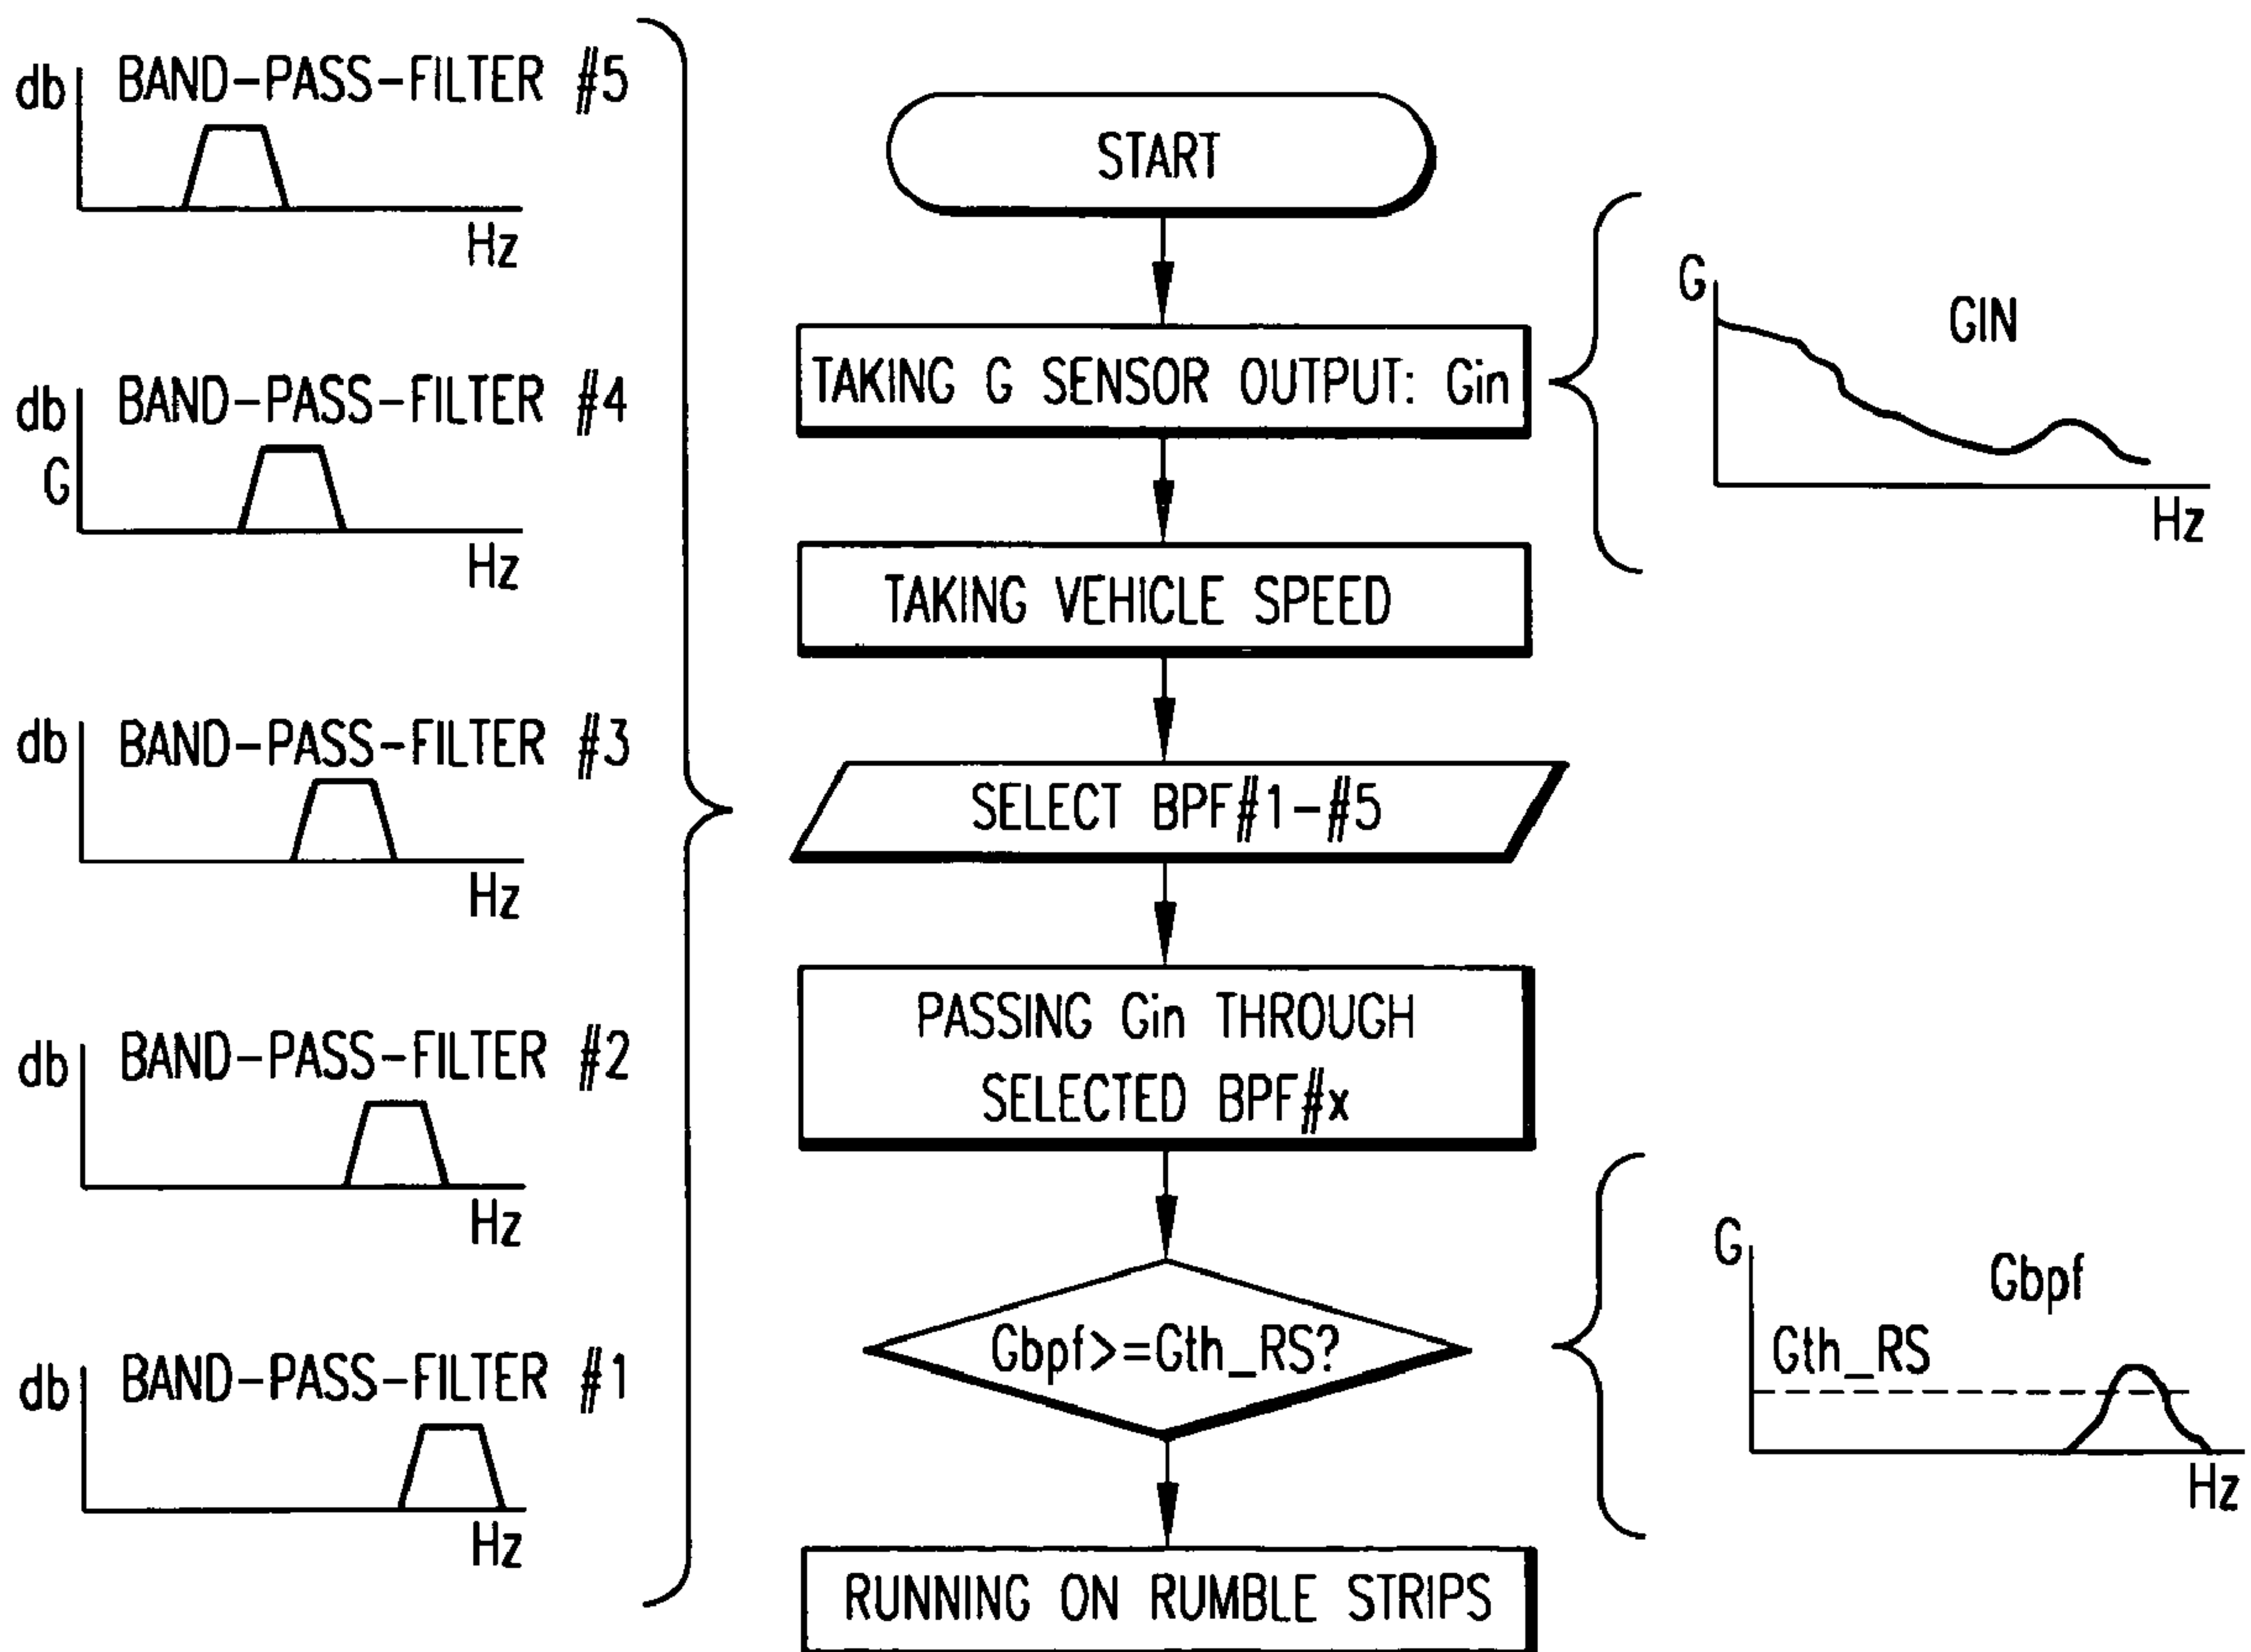 db BAND-PASS-FILTER #5
Hz
db BAND-PASS-FILTER #4
G
Hz
db BAND-PASS-FILTER #3
Hz
db BAND-PASS-FILTER #2
Hz
db BAND-PASS-FILTER #1
Hz
START
TAKING G SENSOR OUTPUT: Gin
TAKING VEHICLE SPEED
SELECT BPF#1-#5
PASSING Gin THROUGH
SELECTED BPF#x
Gbpf>=Gth_RS?
RUNNING ON RUMBLE STRIPS
G
GIN
Hz
G
Gbpf
Gth_RS
Hz